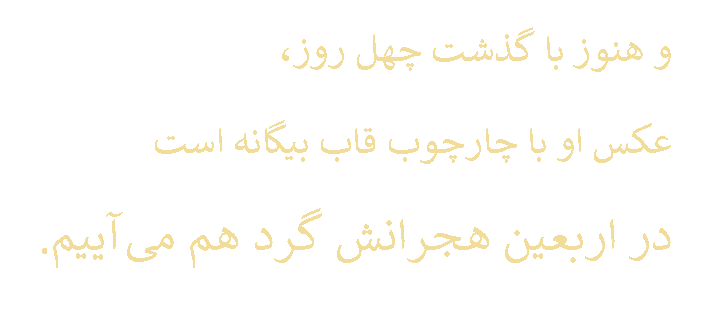 و هنوز با گذشت چهل روز،
عکس او با چارچوب قاب بیگانه است
در اربعین هجرانش گرد هم می‌آییم.